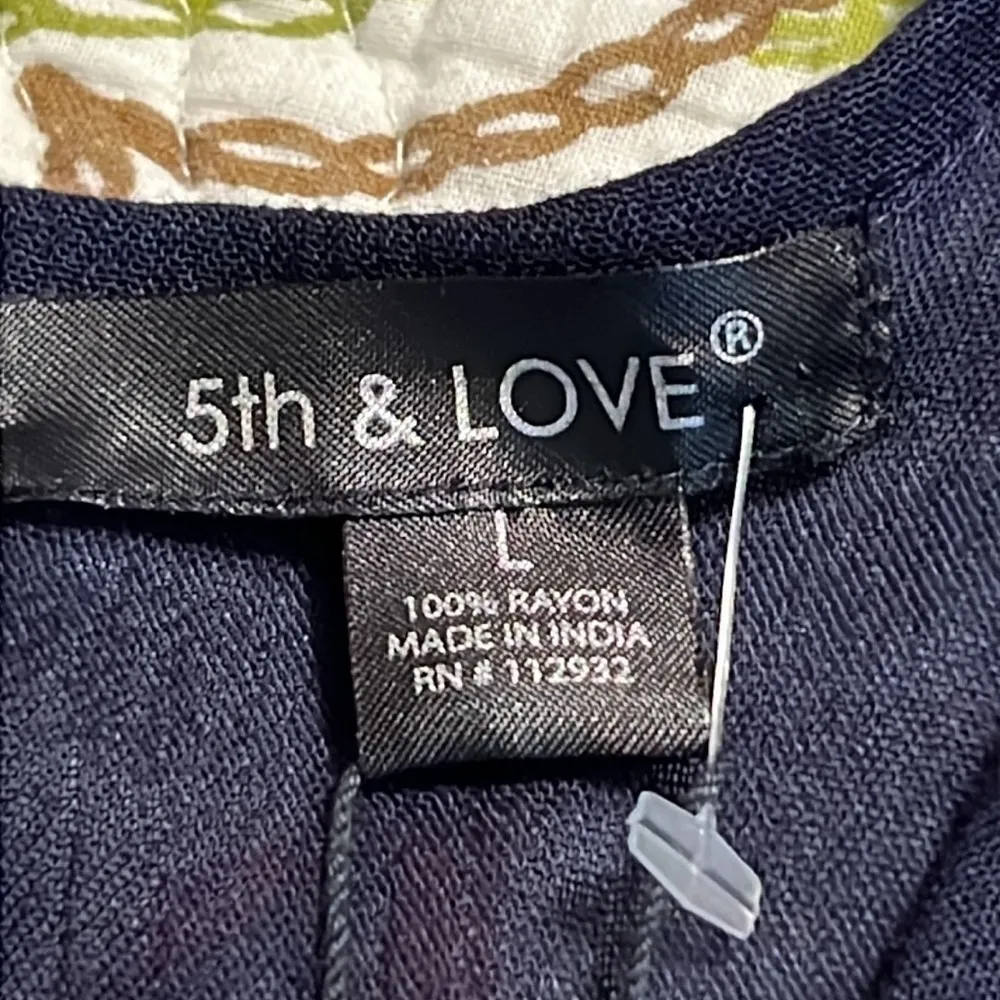 5th & LOVE®
L
100% RAYON
MADE IN INDIA
RN # 112932